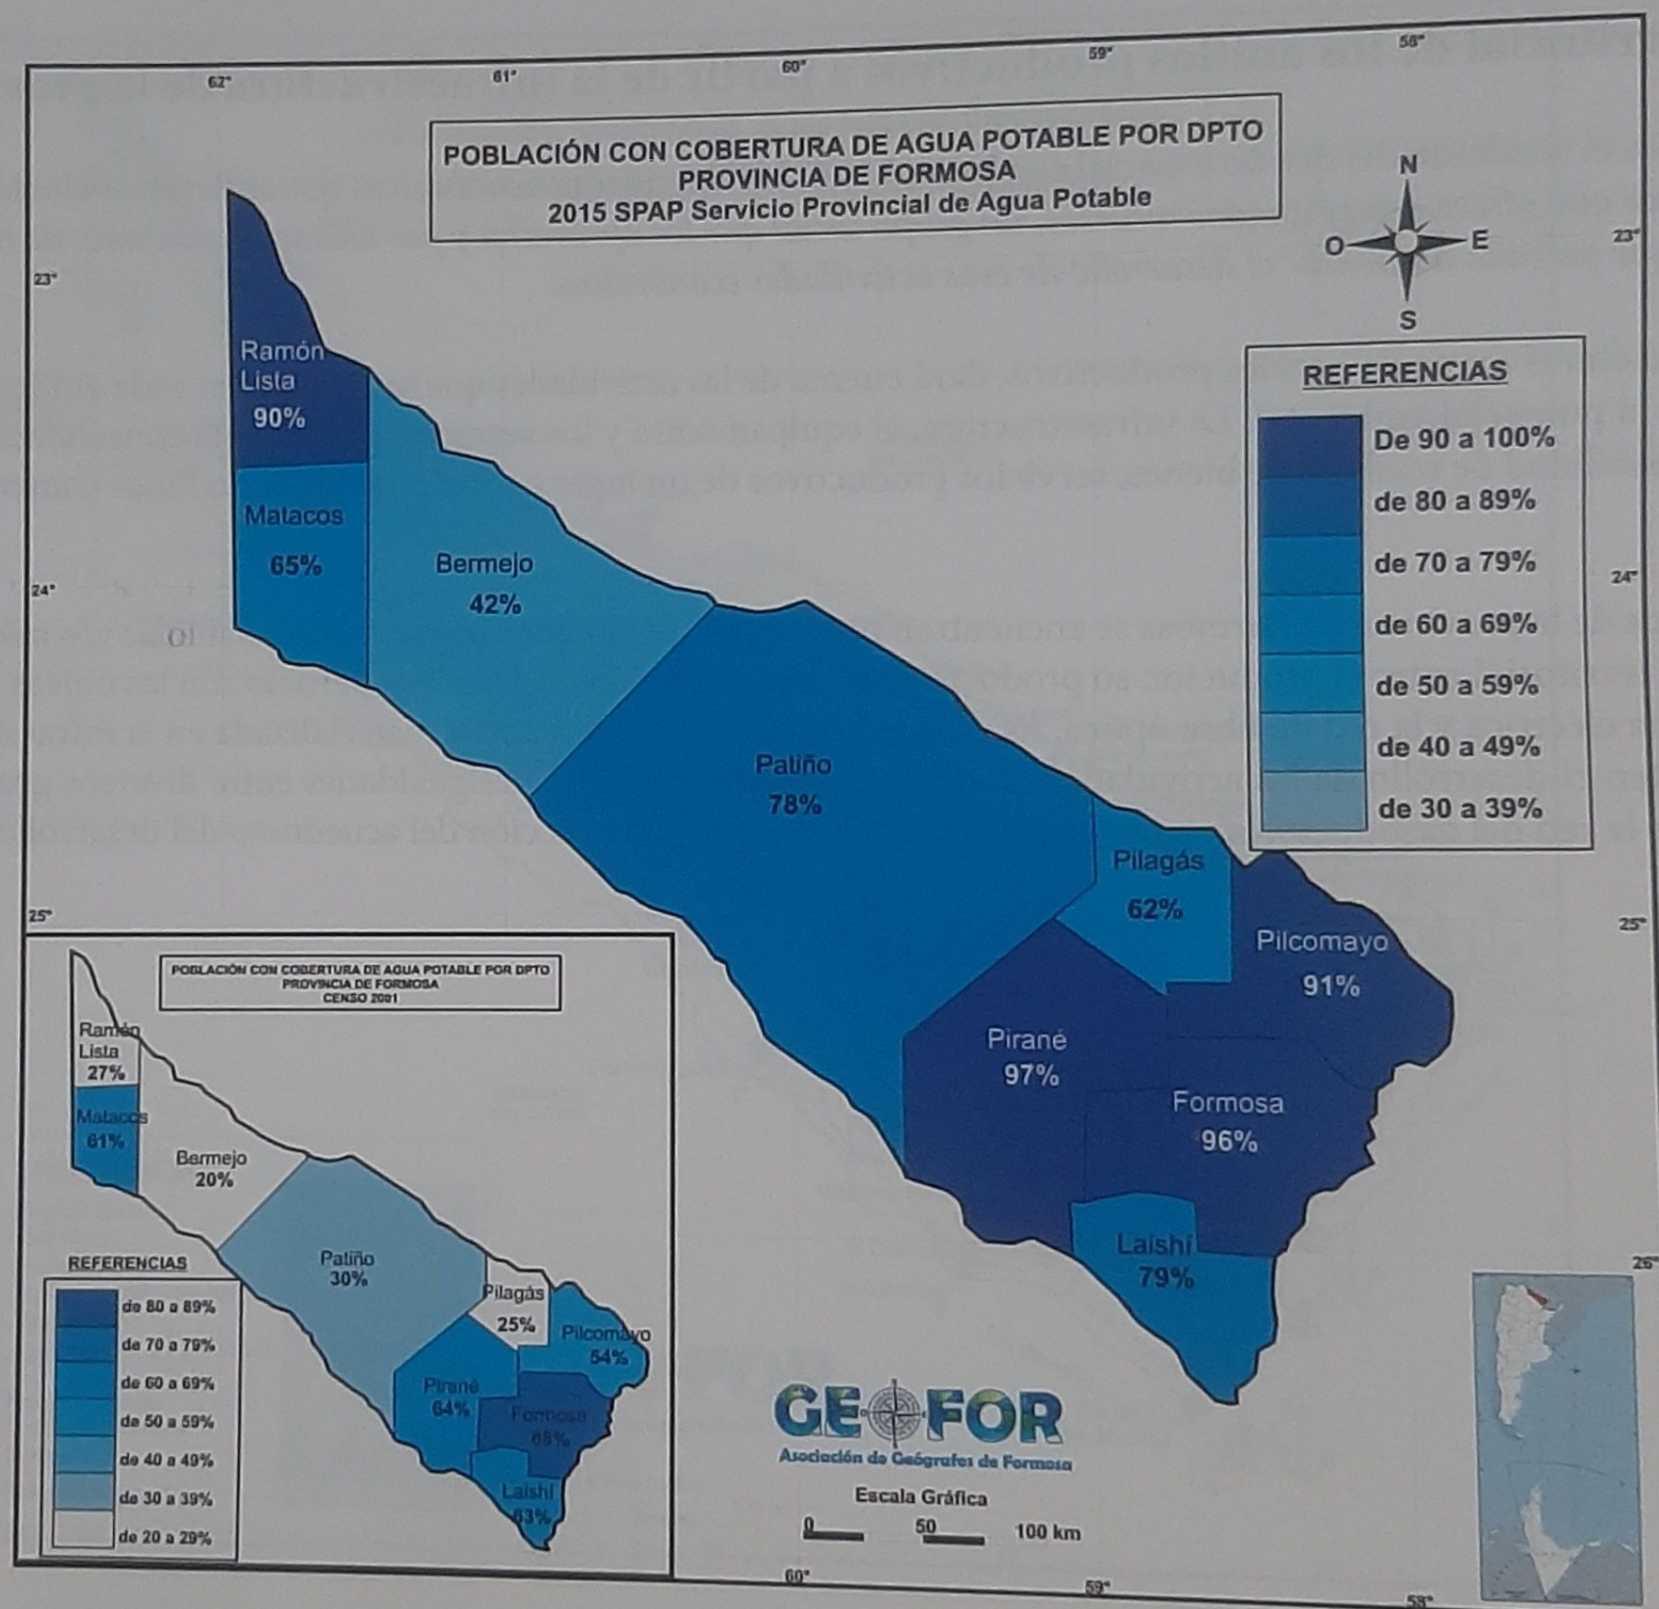 62°
61°
60°
59°
58°
POBLACIÓN CON COBERTURA DE AGUA POTABLE POR DPTO
PROVINCIA DE FORMOSA
2015 SPAP Servicio Provincial de Agua Potable
N
O
E
S
23°
23°
REFERENCIAS
De 90 a 100%
de 80 a 89%
de 70 a 79%
de 60 a 69%
de 50 a 59%
de 40 a 49%
de 30 a 39%
Ramón
Lista
90%
Matacos
65%
Bermejo
42%
24°
24°
Patiño
78%
Pilagás
62%
Pilcomayo
91%
Pirané
97%
Formosa
96%
Laishí
79%
25°
25°
26°
POBLACIÓN CON COBERTURA DE AGUA POTABLE POR DPTO
PROVINCIA DE FORMOSA
CENSO 2001
Ramón
Lista
27%
Matacos
61%
Bermejo
20%
Patiño
30%
Pilagás
25%
Pilcomayo
54%
Pirané
64%
Formosa
Laishí
63%
REFERENCIAS
de 80 a 89%
de 70 a 79%
de 60 a 69%
de 50 a 59%
de 40 a 49%
de 30 a 39%
de 20 a 29%
GEOFOR
Asociación de Geógrafos de Formosa
Escala Gráfica
0 50 100 km
60°
59°
58°